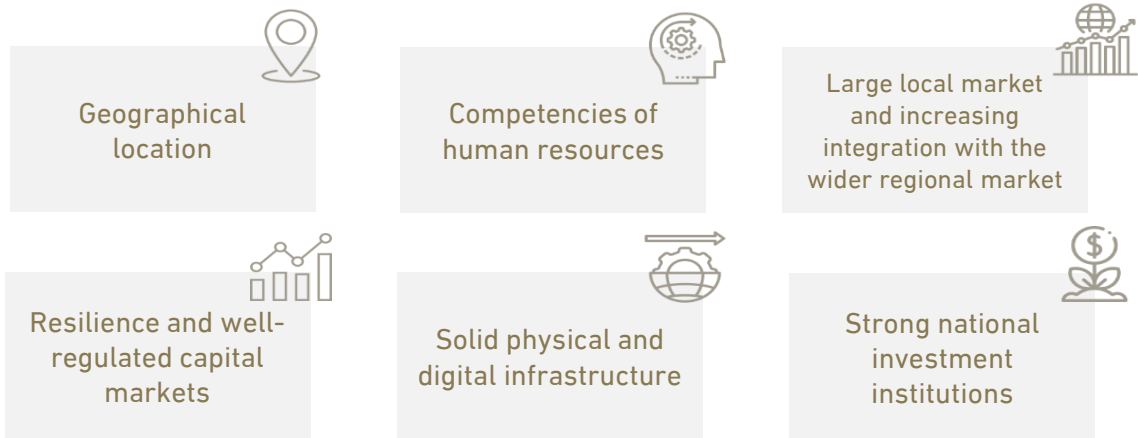 Geographical
location
Competencies of
human resources
Large local market
and increasing
integration with the
wider regional market
Resilience and well-
regulated capital
markets
Solid physical and
digital infrastructure
Strong national
investment
institutions
$